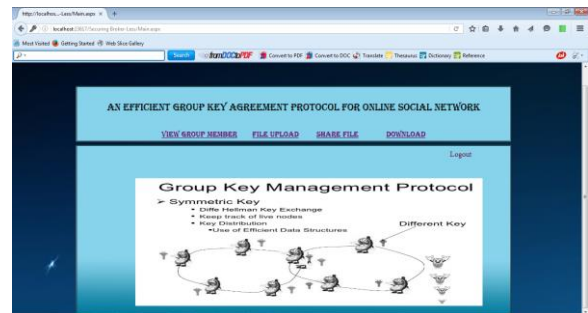 http://localhos...-Less/Main.aspx
localhost:2367/Securing Broker-Less/Main.aspx
Most Visited Getting Started Web Slice Gallery
Search fromDOCtoPDF Convert to PDF Convert to DOC Translate Thesaurus Dictionary Reference
AN EFFICIENT GROUP KEY AGREEMENT PROTOCOL FOR ONLINE SOCIAL NETWORK
VIEW GROUP MEMBER FILE UPLOAD SHARE FILE DOWNLOAD
Logout
Group Key Management Protocol
➢ Symmetric Key
• Diffe Hellman Key Exchange
• Keep track of live nodes
• Key Distribution
•Use of Efficient Data Structures
Different Key